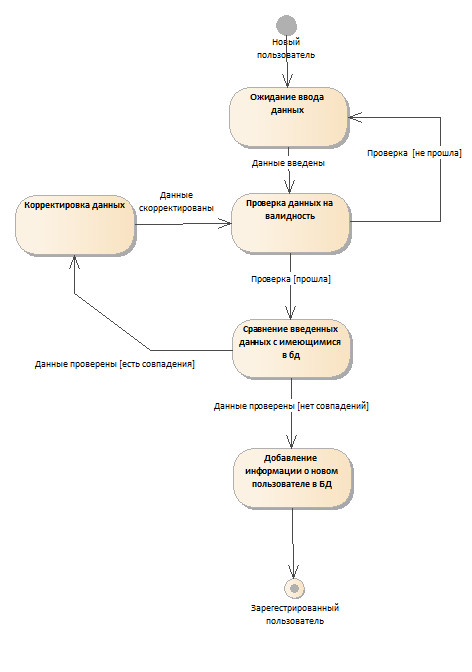 Новый
пользователь
Ожидание ввода
данных
Проверка [не прошла]
Данные введены
Данные
скорректированы
Корректировка данных
Проверка данных на
валидность
Проверка [прошла]
Сравнение введенных
данных с имеющимися
в бд
Данные проверены [есть совпадения]
Данные проверены [нет совпадений]
Добавление
информации о новом
пользователе в БД
Зарегестрированный
пользователь